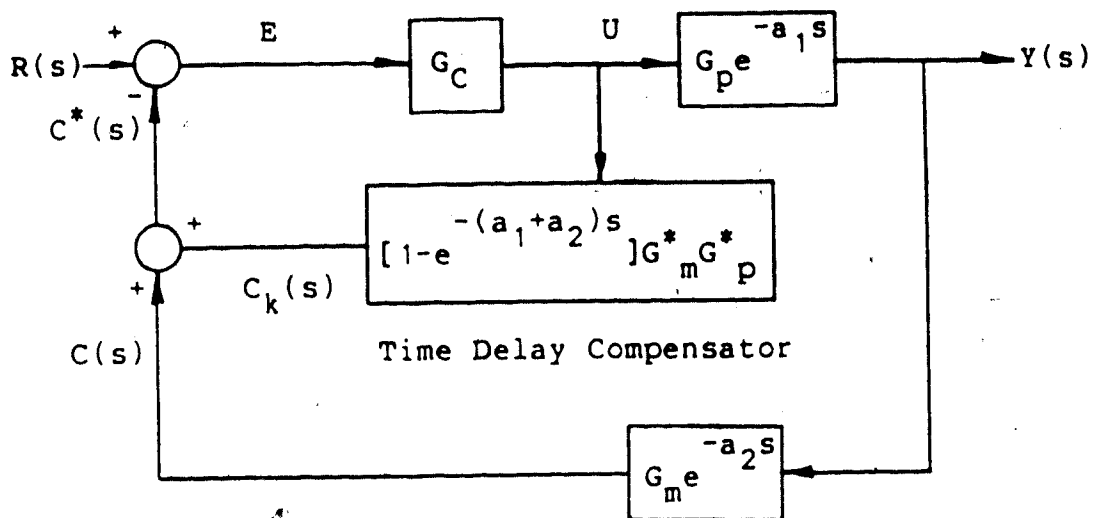 + E U
R(s) - G_C G_p e^{-a_1 s} Y(s)
C^*(s)
+
[1-e^{-(a_1+a_2)s}]G^*_m G^*_p
+ C_k(s)
C(s) Time Delay Compensator
G_m e^{-a_2 s}